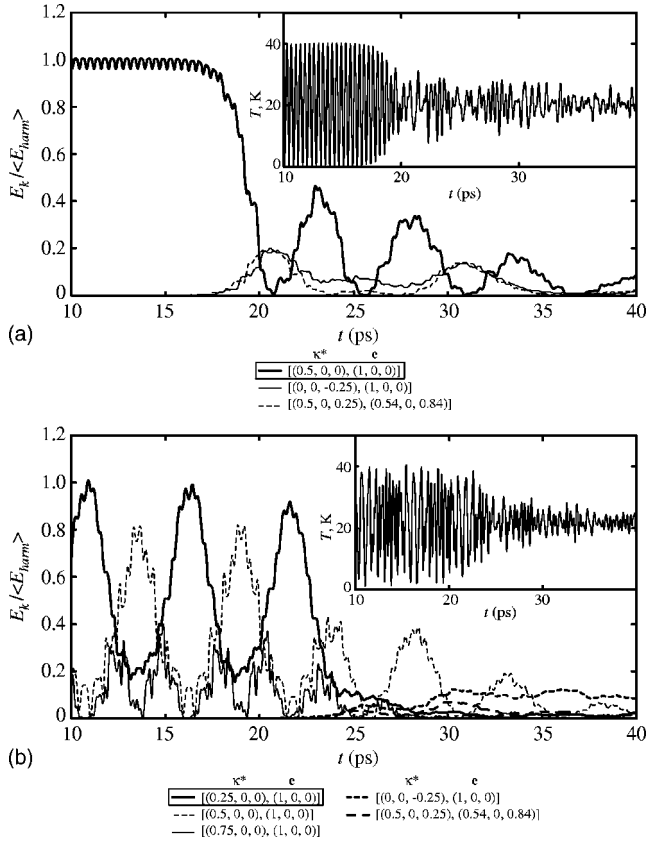 1.2
1.0
0.8
0.6
0.4
0.2
0
E_k/<E_harm>
40
20
0
T, K
10 20 30
t (ps)
10 15 20 25 30 35 40
t (ps)
(a)
κ* e
[(0.5, 0, 0), (1, 0, 0)]
[(0, 0, -0.25), (1, 0, 0)]
[(0.5, 0, 0.25), (0.54, 0, 0.84)]
1.2
1.0
0.8
0.6
0.4
0.2
0
E_k/<E_harm>
40
20
0
T, K
10 20 30
t (ps)
10 15 20 25 30 35 40
t (ps)
(b)
κ* e κ* e
[(0.25, 0, 0), (1, 0, 0)] [(0, 0, -0.25), (1, 0, 0)]
[(0.5, 0, 0), (1, 0, 0)] [(0.5, 0, 0.25), (0.54, 0, 0.84)]
[(0.75, 0, 0), (1, 0, 0)]